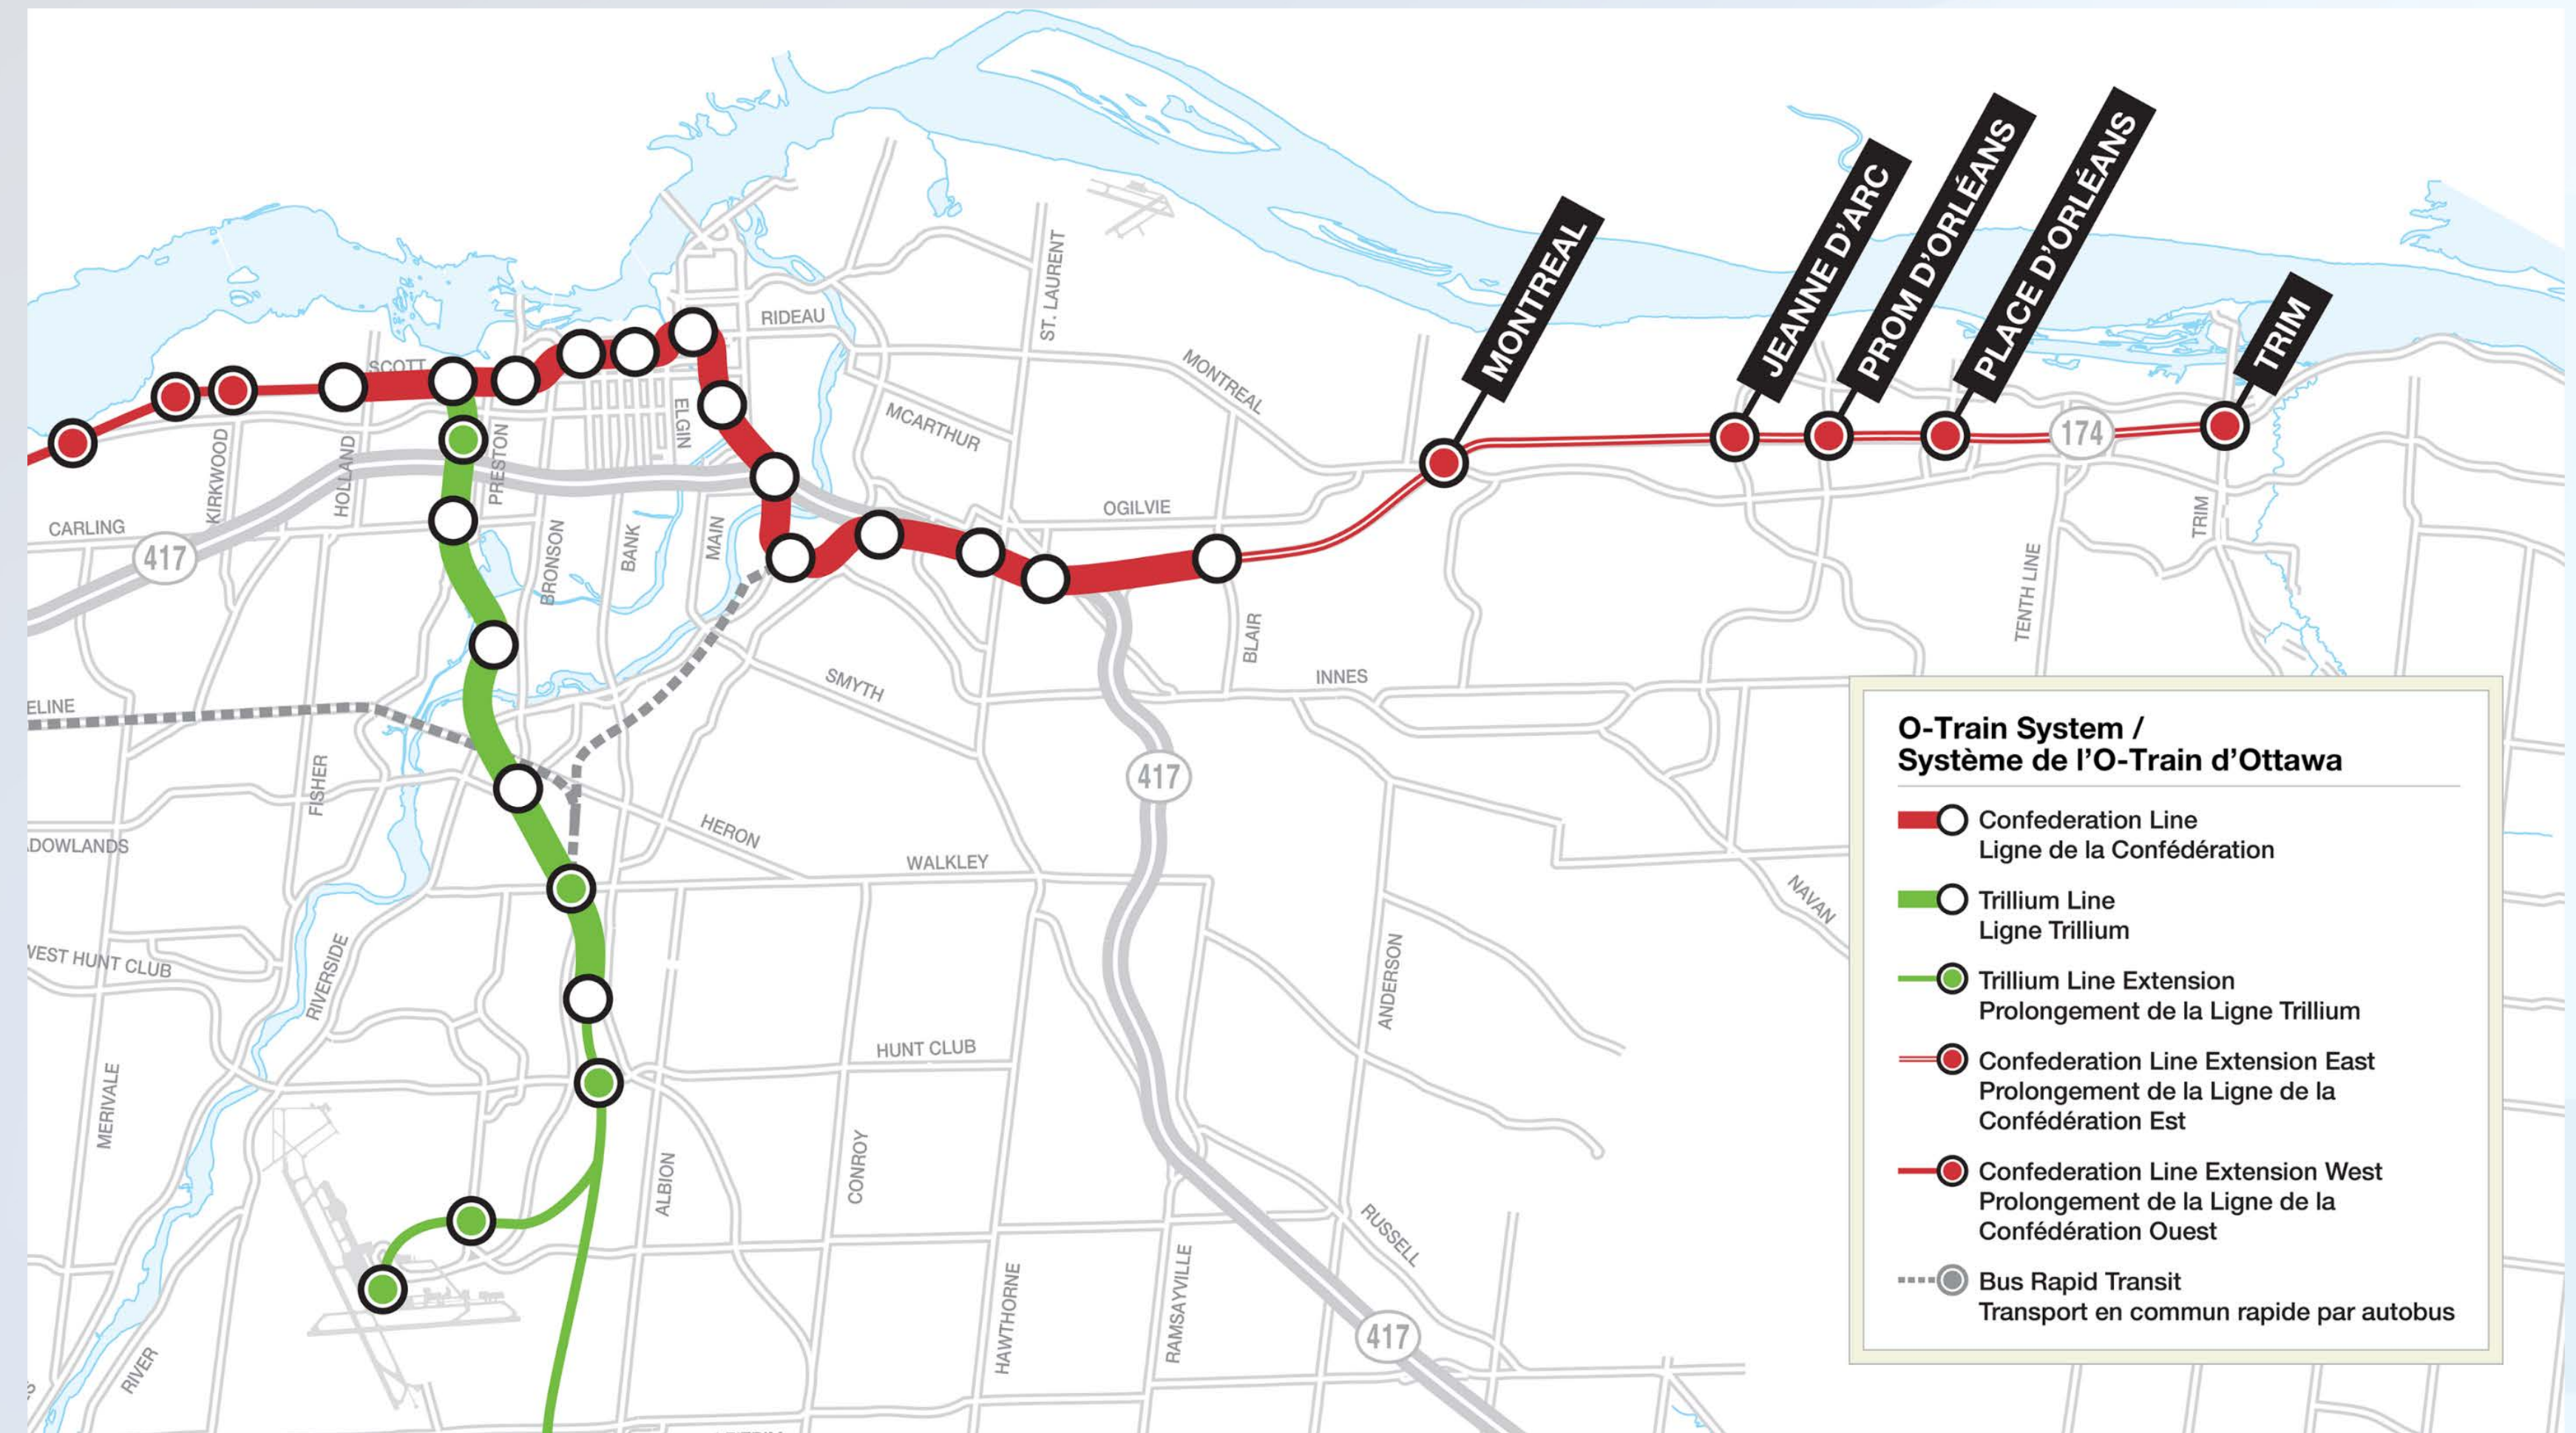 MONTREAL
JEANNE D'ARC
PROM D'ORLÉANS
PLACE D'ORLÉANS
TRIM
ST. LAURENT
RIDEAU
SCOTT
MONTREAL
ELGIN
MCARTHUR
174
KIRKWOOD
HOLLAND
PRESTON
CARLING
417
BRONSON
BANK
MAIN
OGILVIE
TRIM
TENTH LINE
BLAIR
INNES
SMYTH
ELINE
FISHER
417
HERON
DOWLANDS
WALKLEY
NAVAN
WEST HUNT CLUB
RIVERSIDE
ANDERSON
HUNT CLUB
MERIVALE
ALBION
CONROY
RUSSELL
HAWTHORNE
RAMSAYVILLE
417
RIVER
O-Train System /
Système de l'O-Train d'Ottawa
Confederation Line
Ligne de la Confédération
Trillium Line
Ligne Trillium
Trillium Line Extension
Prolongement de la Ligne Trillium
Confederation Line Extension East
Prolongement de la Ligne de la
Confédération Est
Confederation Line Extension West
Prolongement de la Ligne de la
Confédération Ouest
Bus Rapid Transit
Transport en commun rapide par autobus